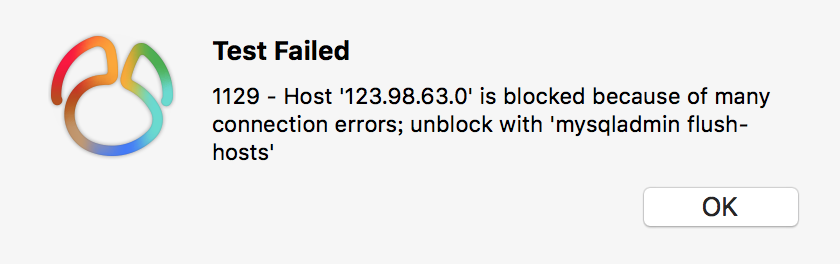 Test Failed
1129 - Host '123.98.63.0' is blocked because of many
connection errors; unblock with 'mysqladmin flush-
hosts'
OK